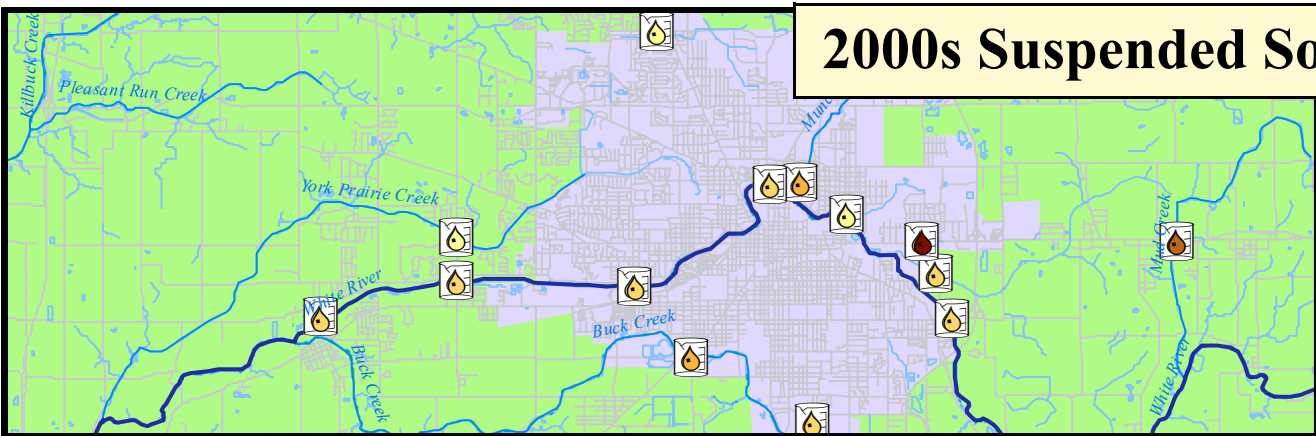 2000s Suspended So
Killbuck Creek
Pleasant Run Creek
Munc
York Prairie Creek
Mud Creek
White River
Buck Creek
Buck Creek
White River